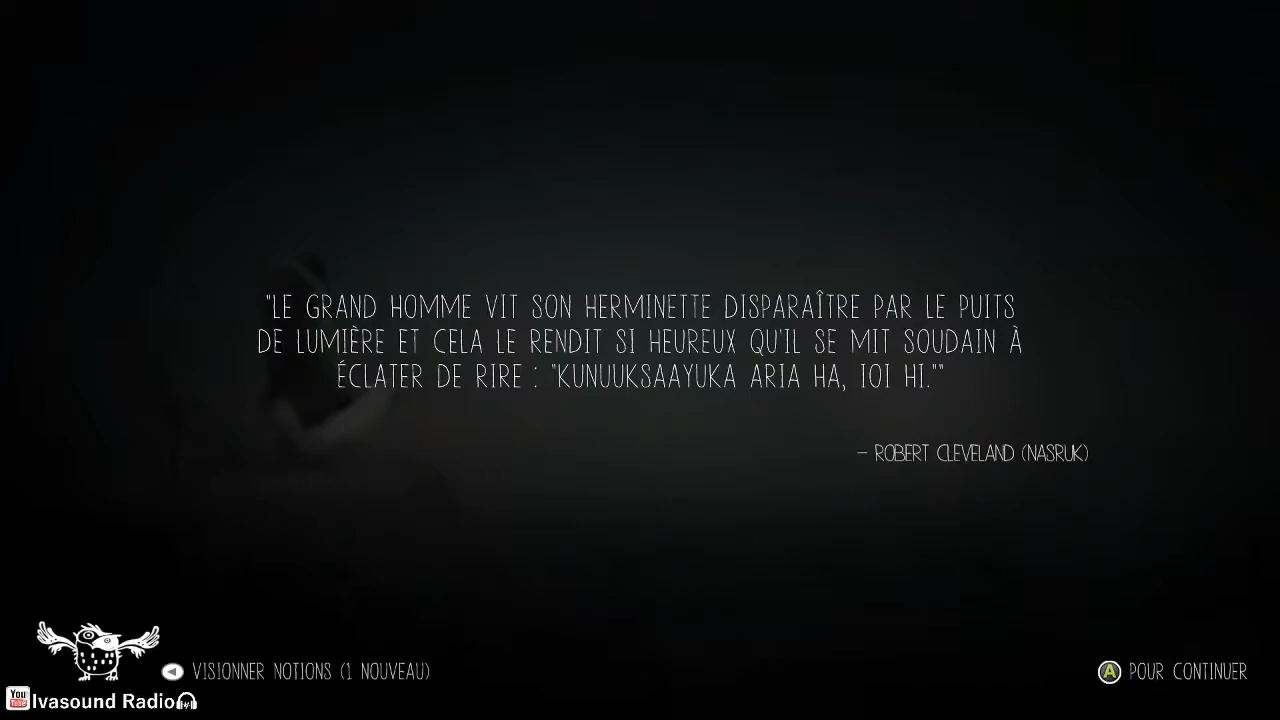 "LE GRAND HOMME VIT SON HERMINETTE DISPARAÎTRE PAR LE PUITS
DE LUMIÈRE ET CELA LE RENDIT SI HEUREUX QU'IL SE MIT SOUDAIN À
ÉCLATER DE RIRE : "KUNUUKSAAYUKA ARIA HA, IOI HI.""
– ROBERT CLEVELAND (NASRUK)
VISIONNER NOTIONS (1 NOUVEAU)
A POUR CONTINUER
You Tube Ivasound Radio